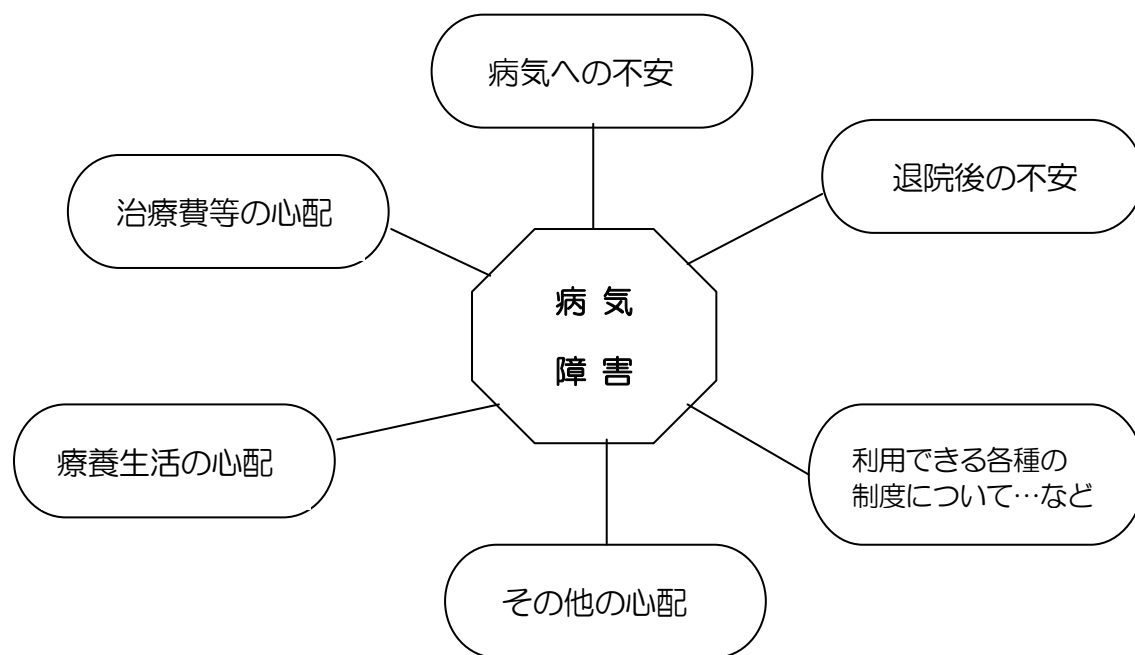 病気への不安
退院後の不安
治療費等の心配
病 気
障 害
療養生活の心配
利用できる各種の
制度について…など
その他の心配